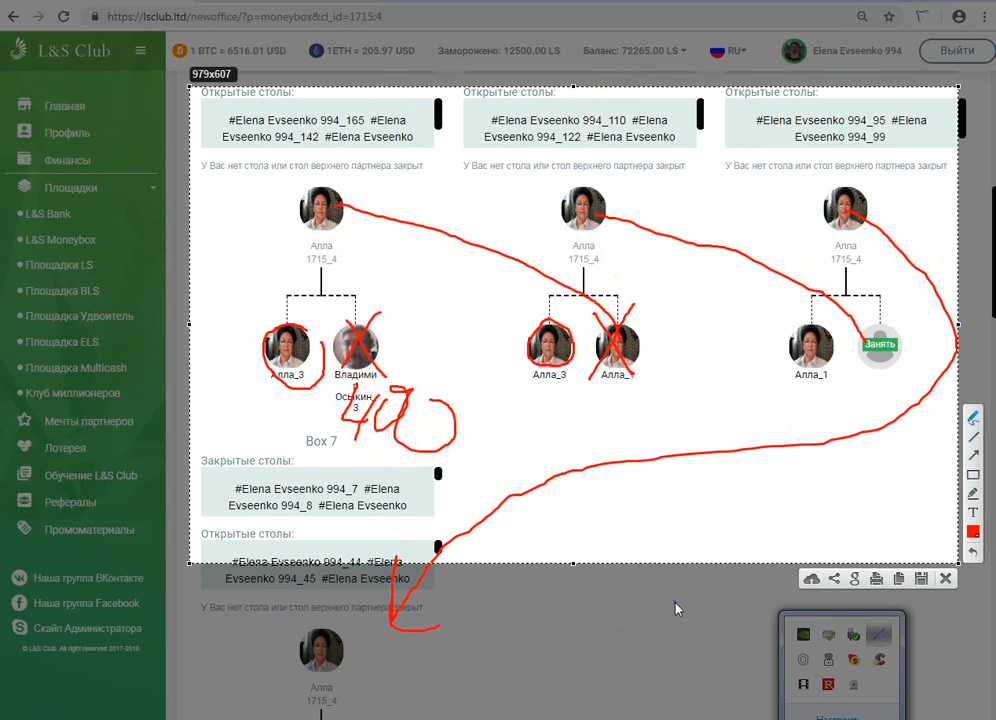 https://lsclub.ltd/newoffice/?p=moneybox&cl_id=1715:4
L&S Club
1 BTC = 6516.01 USD
1ETH = 205.97 USD
Заморожено: 12500.00 LS
Баланс: 72265.00 LS
RU
Elena Evseenko 994
Выйти
979x607
Главная
Профиль
Финансы
Площадки
L&S Bank
L&S Moneybox
Площадки LS
Площадка BLS
Площадка Удвоитель
Площадка ELS
Площадка Multicash
Клуб миллионеров
Мечты партнеров
Лотерея
Обучение L&S Club
Рефералы
Промоматериалы
Наша группа ВКонтакте
Наша группа Facebook
Скайп Администратора
© L&S Club. All right reserved 2017-2018
Открытые столы:
#Elena Evseenko 994_165 #Elena
Evseenko 994_142 #Elena Evseenko
У Вас нет стола или стол верхнего партнера закрыт
Алла
1715_4
Алла_3
Владими
р
Осыкин_
3
400
Открытые столы:
#Elena Evseenko 994_110 #Elena
Evseenko 994_122 #Elena Evseenko
У Вас нет стола или стол верхнего партнера закрыт
Алла
1715_4
Алла_3
Алла_1
Открытые столы:
#Elena Evseenko 994_95 #Elena
Evseenko 994_99
У Вас нет стола или стол верхнего партнера закрыт
Алла
1715_4
Алла_1
Занять
Box 7
Закрытые столы:
#Elena Evseenko 994_7 #Elena
Evseenko 994_8 #Elena Evseenko
Открытые столы:
#Elena Evseenko 994_44 #Elena
Evseenko 994_45 #Elena Evseenko
У Вас нет стола или стол верхнего партнера закрыт
Алла
1715_4
T
Настроить